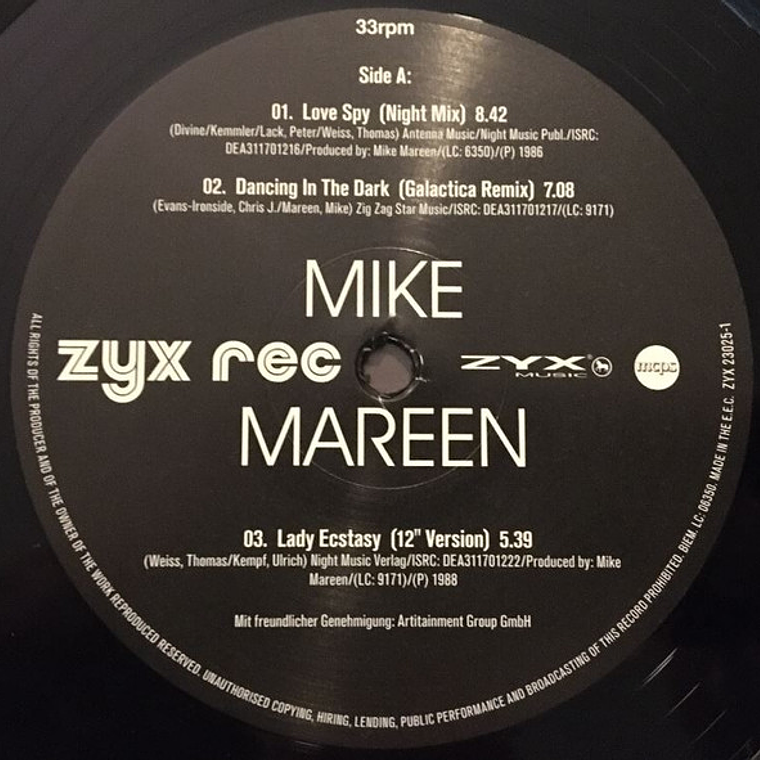 33rpm
Side A:
01. Love Spy (Night Mix) 8.42
(Divine/Kemmler/Lack, Peter/Weiss, Thomas) Antenna Music/Night Music Publ./ISRC:
DEA311701216/Produced by: Mike Mareen/(LC: 6350)/(P) 1986
02. Dancing In The Dark (Galactica Remix) 7.08
(Evans-Ironside, Chris J./Mareen, Mike) Zig Zag Star Music/ISRC: DEA311701217/(LC: 9171)
MIKE
zyx rec
ZYX®
MUSIC
mcps
MAREEN
03. Lady Ecstasy (12" Version) 5.39
(Weiss, Thomas/Kempf, Ulrich) Night Music Verlag/ISRC: DEA311701222/Produced by: Mike
Mareen/(LC: 9171)/(P) 1988
Mit freundlicher Genehmigung: Artitainment Group GmbH
ALL RIGHTS OF THE PRODUCER AND OF THE OWNER OF THE WORK REPRODUCED RESERVED. UNAUTHORISED COPYING, HIRING, LENDING, PUBLIC PERFORMANCE AND BROADCASTING OF THIS RECORD PROHIBITED. BIEM. LC: 06350. MADE IN THE E.E.C. ZYX 23025-1